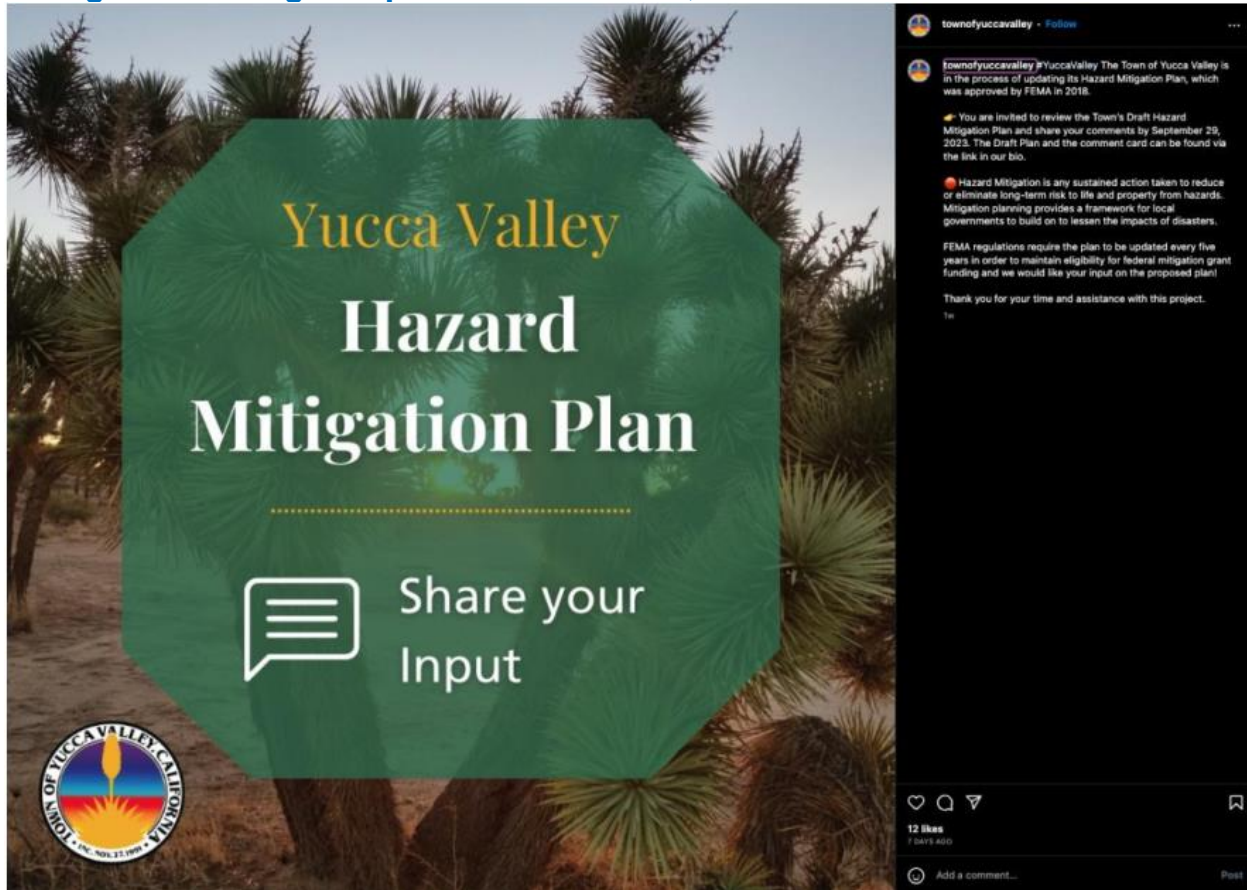 Yucca Valley
Hazard
Mitigation Plan
Share your
Input
TOWN OF YUCCA VALLEY, CALIFORNIA
• INC. NOV. 27, 1991 •
townofyuccavalley • Follow
townofyuccavalley #YuccaValley The Town of Yucca Valley is
in the process of updating its Hazard Mitigation Plan, which
was approved by FEMA in 2018.
👉 You are invited to review the Town's Draft Hazard
Mitigation Plan and share your comments by September 29,
2023. The Draft Plan and the comment card can be found via
the link in our bio.
🔴 Hazard Mitigation is any sustained action taken to reduce
or eliminate long-term risk to life and property from hazards.
Mitigation planning provides a framework for local
governments to build on to lessen the impacts of disasters.
FEMA regulations require the plan to be updated every five
years in order to maintain eligibility for federal mitigation grant
funding and we would like your input on the proposed plan!
Thank you for your time and assistance with this project.
1w
12 likes
7 DAYS AGO
Add a comment...
Post